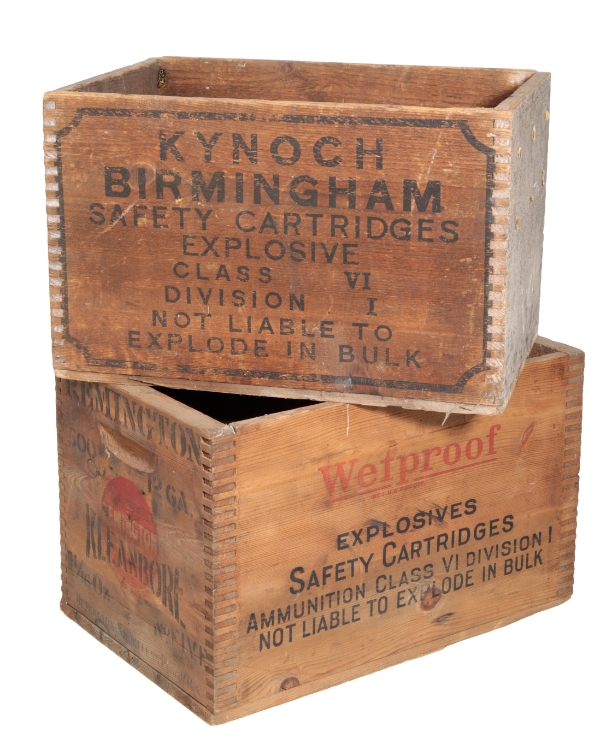 KYNOCH
BIRMINGHAM
SAFETY CARTRIDGES
EXPLOSIVE
CLASS VI
DIVISION I
NOT LIABLE TO
EXPLODE IN BULK
REMINGTON
12 GA.
REMINGTON
KLEANBORE
Wetproof
EXPLOSIVES
SAFETY CARTRIDGES
AMMUNITION CLASS VI DIVISION I
NOT LIABLE TO EXPLODE IN BULK